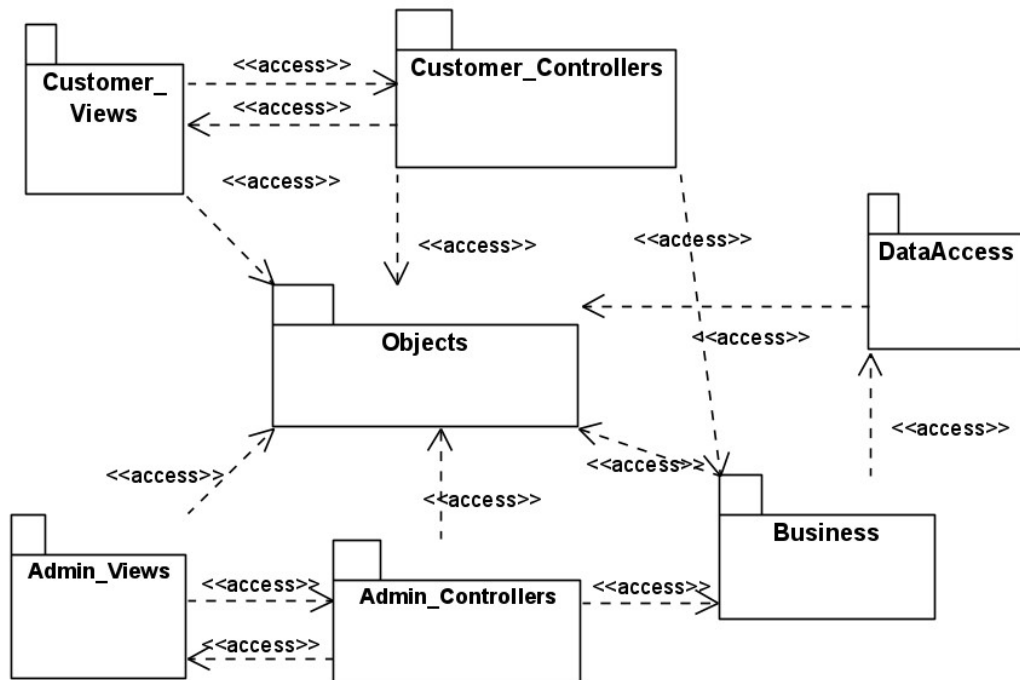 <<access>>
Customer_Controllers
Customer_
Views
<<access>>
<<access>>
<<access>>
<<access>>
DataAccess
<<access>>
Objects
<<access>>
<<access>>
<<access>>
<<access>>
Business
Admin_Views
<<access>>
<<access>>
Admin_Controllers
<<access>>